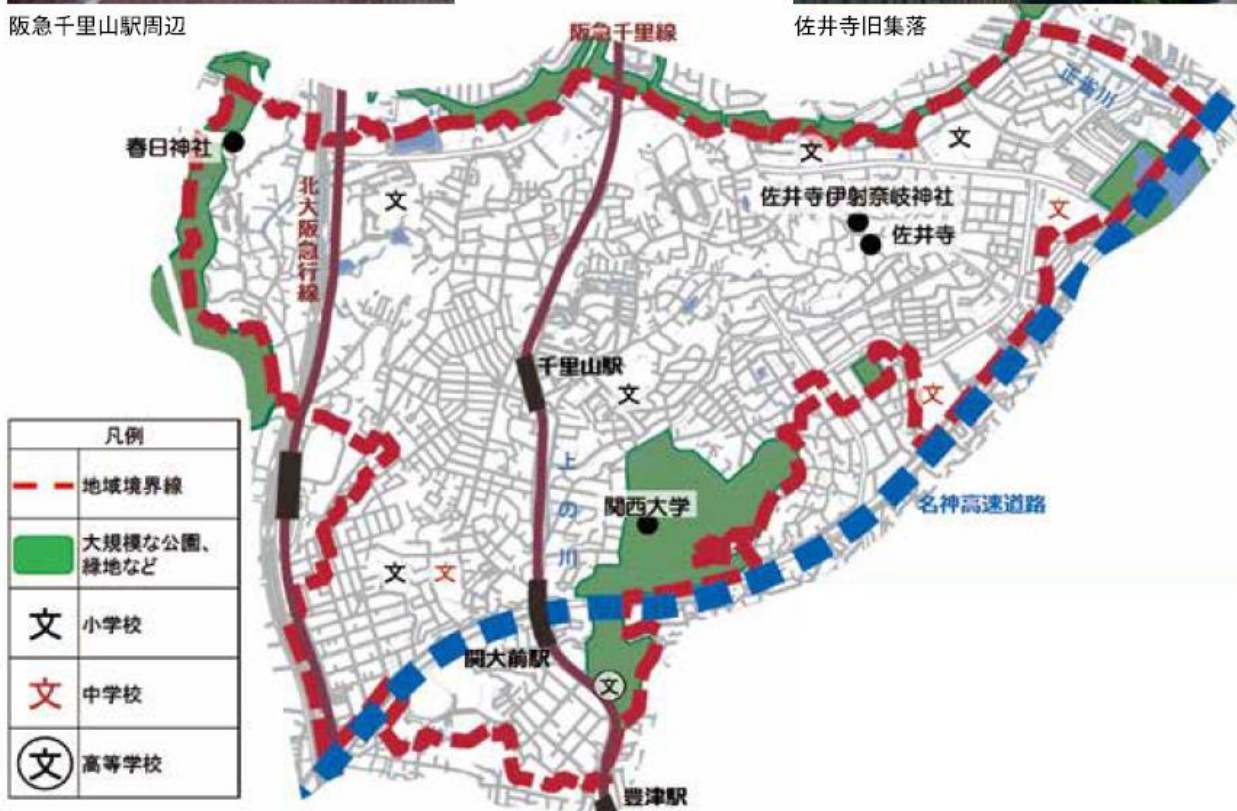 阪急千里山駅周辺
佐井寺旧集落
阪急千里線
正雀川
春日神社
文
文
文
北大阪急行線
佐井寺伊射奈岐神社
文
佐井寺
千里山駅
文
文
上の川
関西大学
名神高速道路
文
文
関大前駅
文
豊津駅
凡例
地域境界線
大規模な公園、
緑地など
文
小学校
文
中学校
文
高等学校